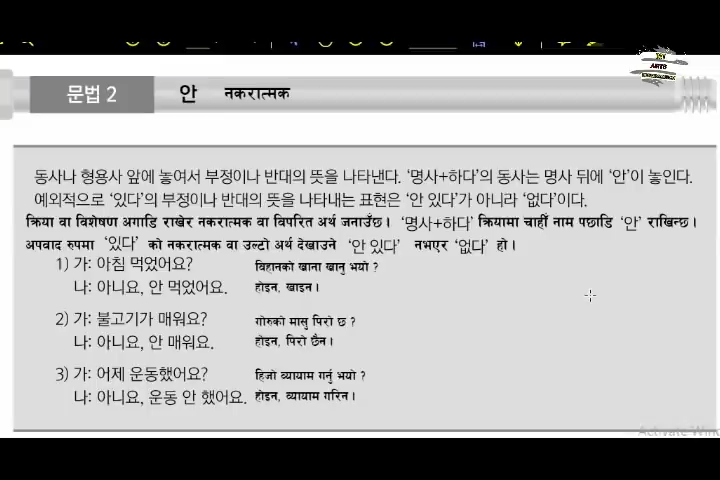 문법 2 안 नकरात्मक
동사나 형용사 앞에 놓여서 부정이나 반대의 뜻을 나타낸다. ‘명사+하다’의 동사는 명사 뒤에 ‘안’이 놓인다.
예외적으로 ‘있다’의 부정이나 반대의 뜻을 나타내는 표현은 ‘안 있다’가 아니라 ‘없다’이다.
क्रिया वा विशेषण अगाडि राखेर नकरात्मक वा विपरित अर्थ जनाउँछ। ‘명사+하다’ क्रियामा चाहीं नाम पछाडि ‘안’ राखिन्छ।
अपवाद रुपमा ‘있다’ को नकरात्मक वा उल्टो अर्थ देखाउने ‘안 있다’ नभएर ‘없다’ हो।
1) 가: 아침 먹었어요? विहानको खाना खानु भयो ?
나: 아니요, 안 먹었어요. होइन, खाइन।
2) 가: 불고기가 매워요? गोरुको मासु पिरो छ ?
나: 아니요, 안 매워요. होइन, पिरो छैन।
3) 가: 어제 운동했어요? हिजो व्यायाम गर्नु भयो ?
나: 아니요, 운동 안 했어요. होइन, व्यायाम गरिन।